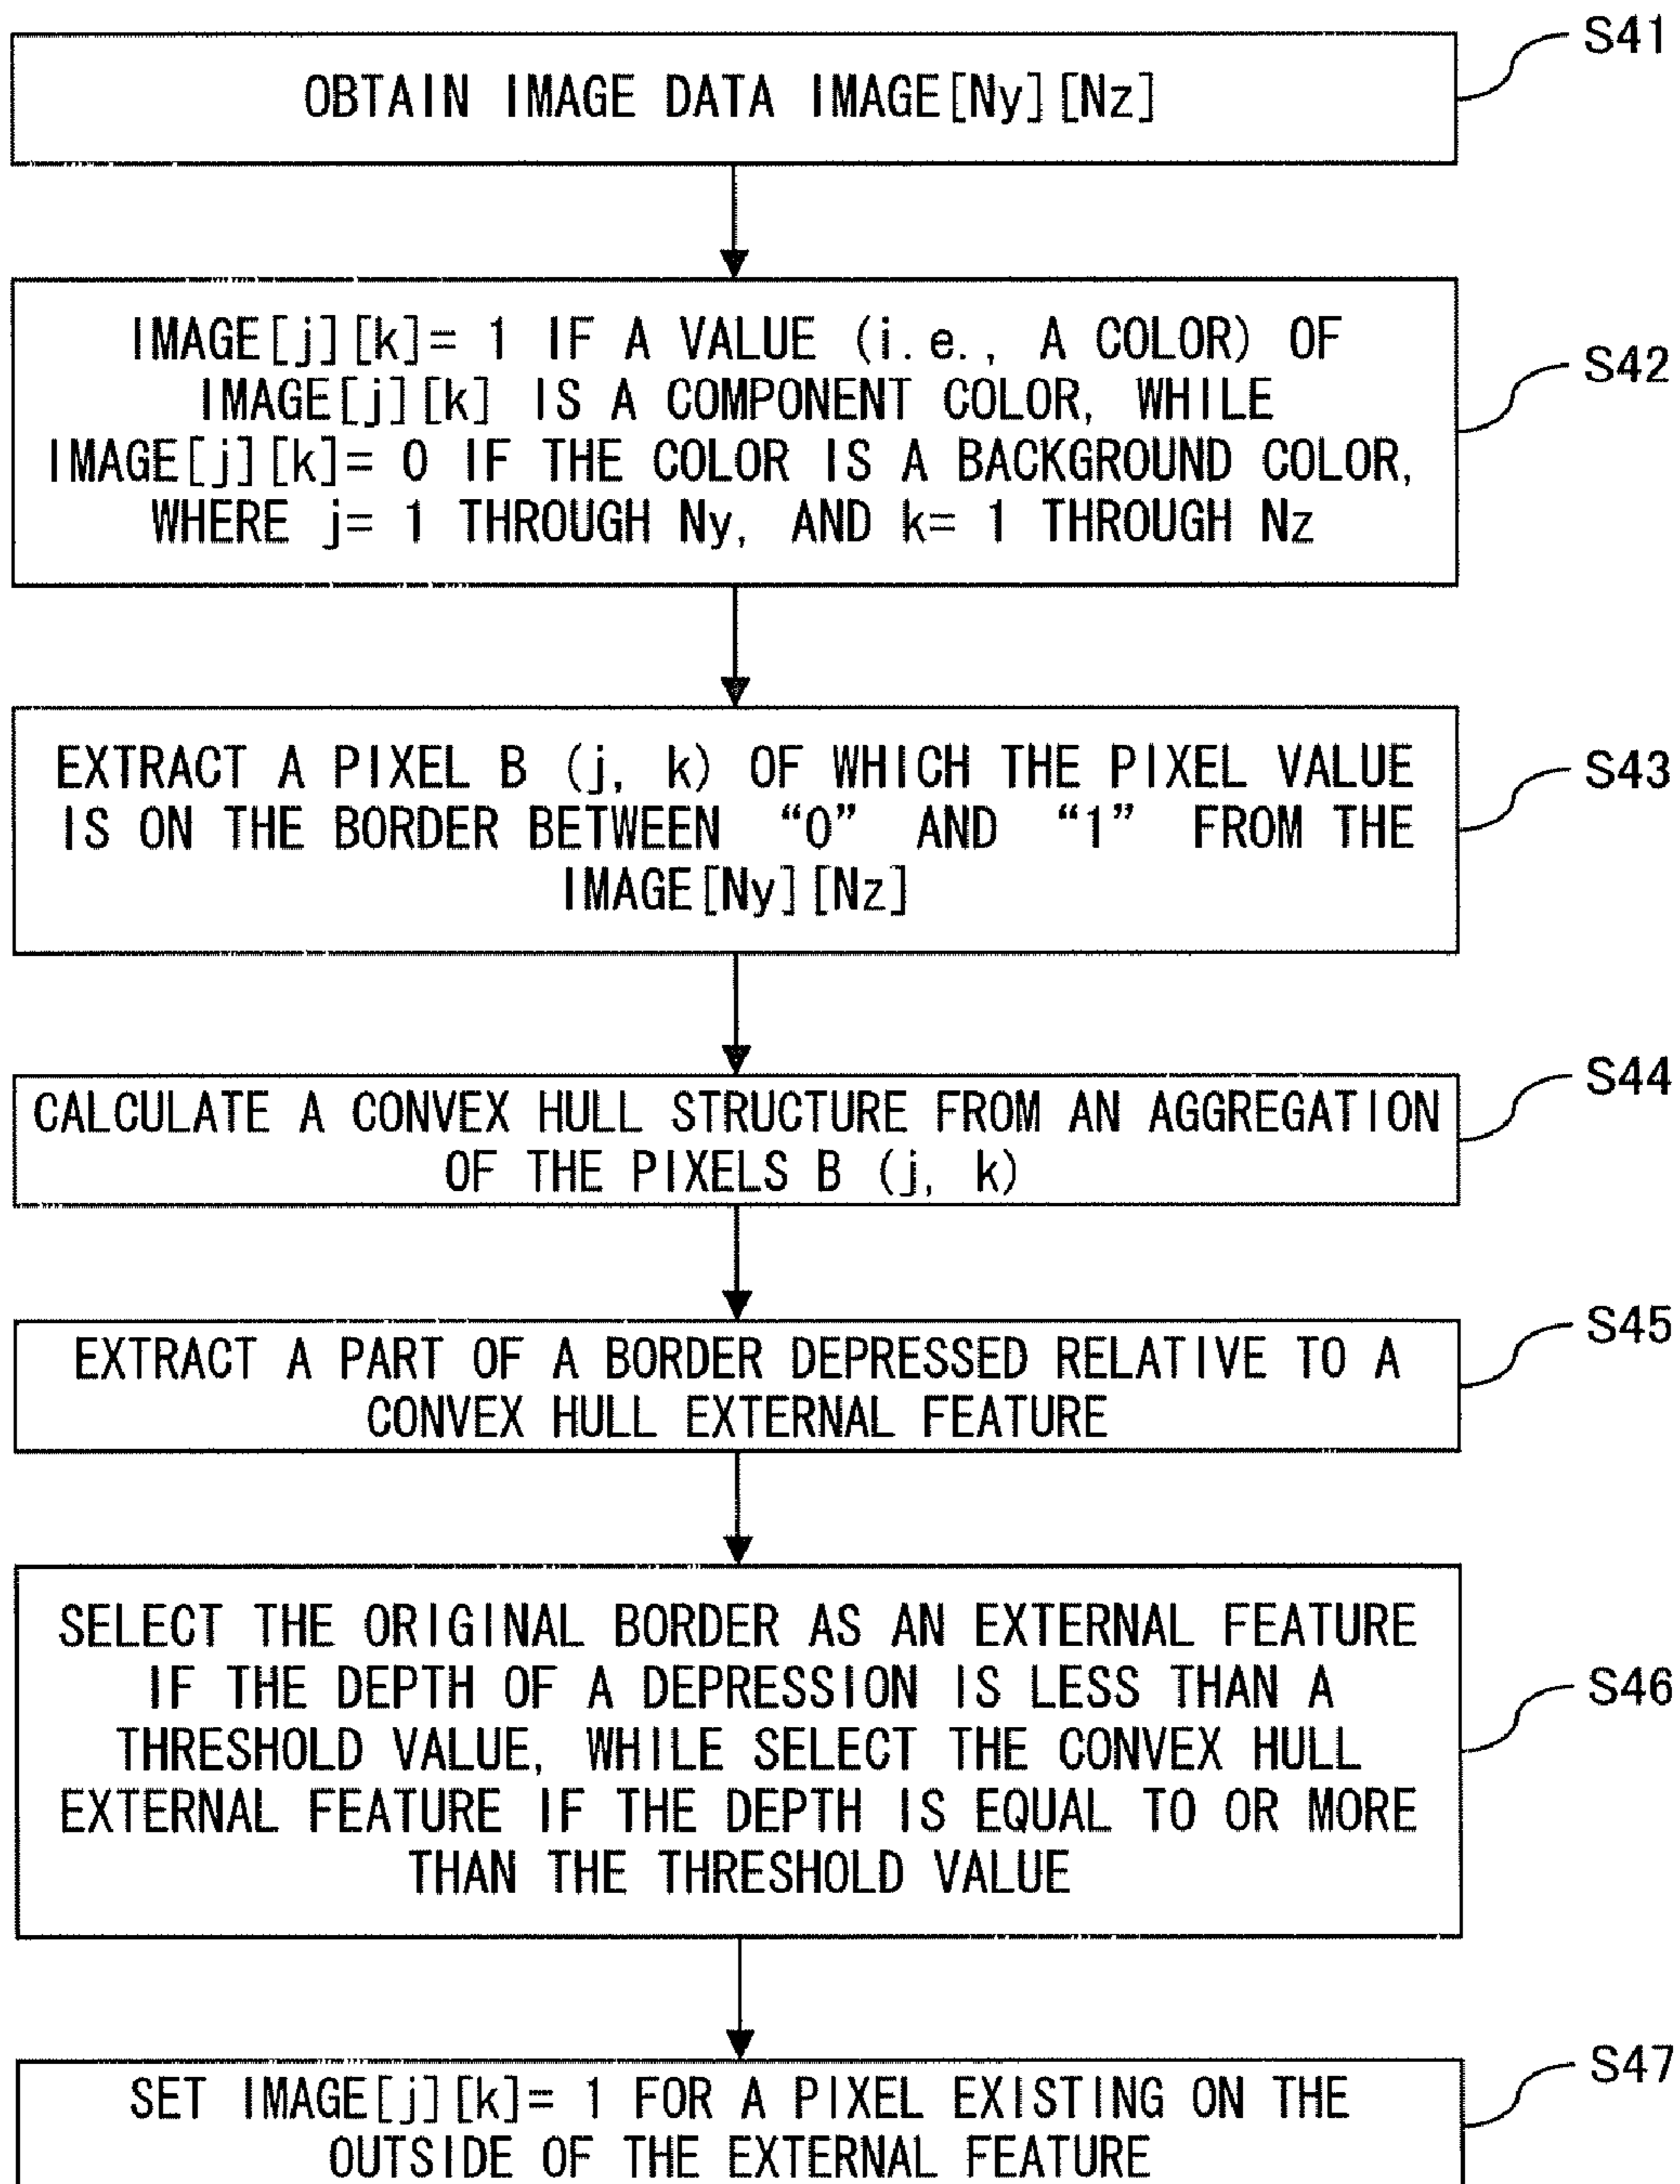 S41
OBTAIN IMAGE DATA IMAGE[Ny][Nz]
S42
IMAGE[j][k]= 1 IF A VALUE (i.e., A COLOR) OF
IMAGE[j][k] IS A COMPONENT COLOR, WHILE
IMAGE[j][k]= 0 IF THE COLOR IS A BACKGROUND COLOR,
WHERE j= 1 THROUGH Ny, AND k= 1 THROUGH Nz
S43
EXTRACT A PIXEL B (j, k) OF WHICH THE PIXEL VALUE
IS ON THE BORDER BETWEEN “0” AND “1” FROM THE
IMAGE[Ny][Nz]
S44
CALCULATE A CONVEX HULL STRUCTURE FROM AN AGGREGATION
OF THE PIXELS B (j, k)
S45
EXTRACT A PART OF A BORDER DEPRESSED RELATIVE TO A
CONVEX HULL EXTERNAL FEATURE
S46
SELECT THE ORIGINAL BORDER AS AN EXTERNAL FEATURE
IF THE DEPTH OF A DEPRESSION IS LESS THAN A
THRESHOLD VALUE, WHILE SELECT THE CONVEX HULL
EXTERNAL FEATURE IF THE DEPTH IS EQUAL TO OR MORE
THAN THE THRESHOLD VALUE
S47
SET IMAGE[j][k]= 1 FOR A PIXEL EXISTING ON THE
OUTSIDE OF THE EXTERNAL FEATURE